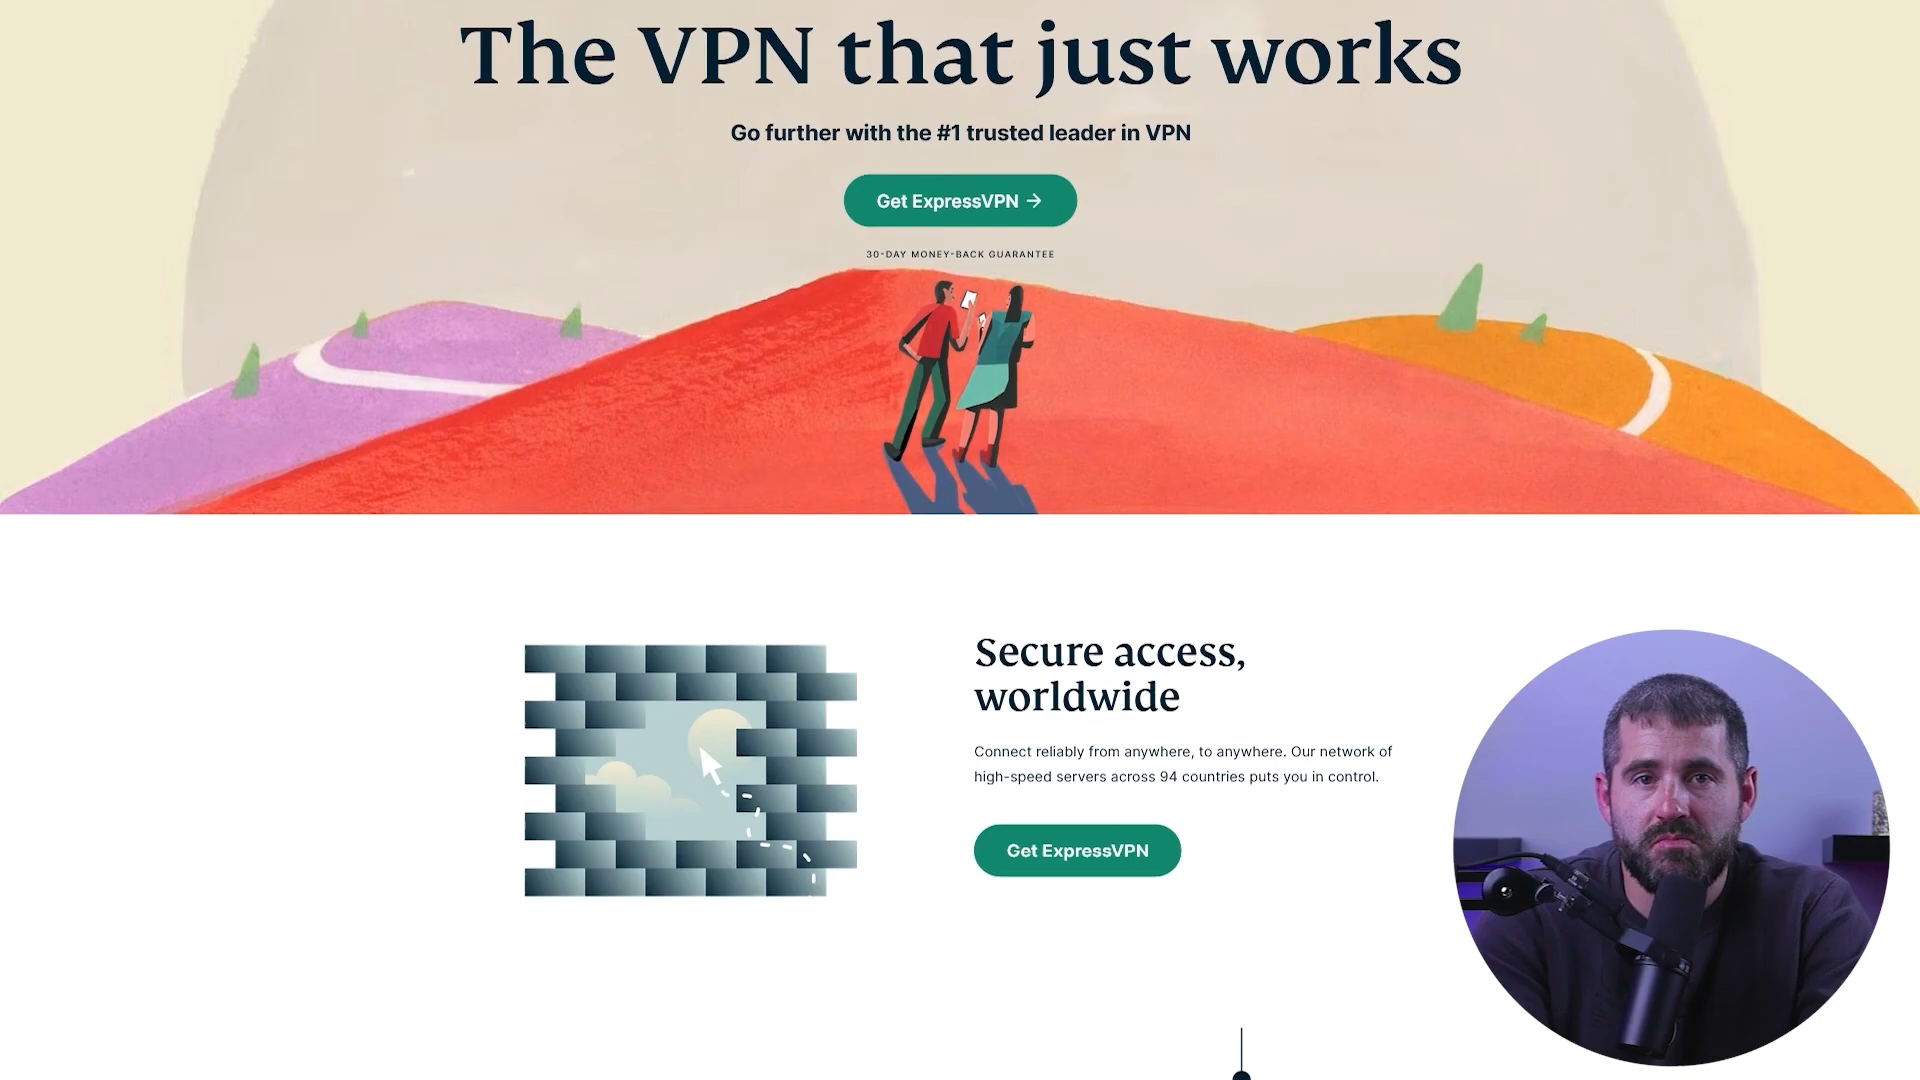 The VPN that just works
Go further with the #1 trusted leader in VPN
Get ExpressVPN →
30-DAY MONEY-BACK GUARANTEE
Secure access,
worldwide
Connect reliably from anywhere, to anywhere. Our network of
high-speed servers across 94 countries puts you in control.
Get ExpressVPN